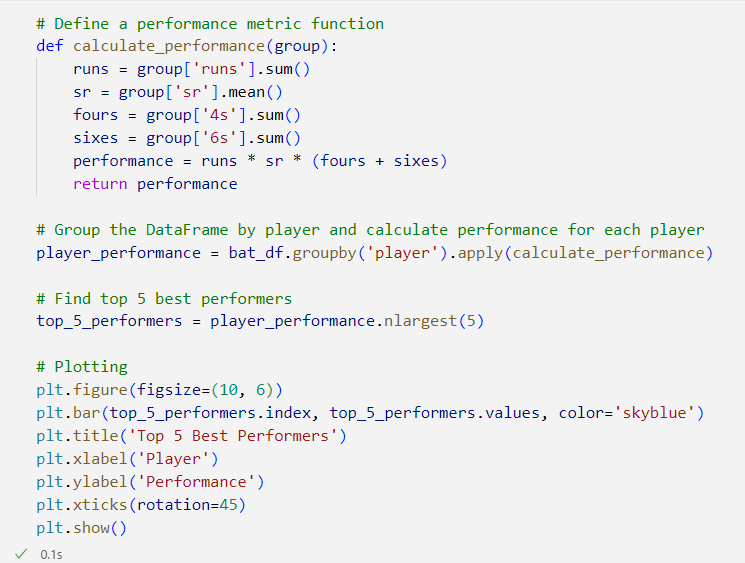 # Define a performance metric function
def calculate_performance(group):
    runs = group['runs'].sum()
    sr = group['sr'].mean()
    fours = group['4s'].sum()
    sixes = group['6s'].sum()
    performance = runs * sr * (fours + sixes)
    return performance

# Group the DataFrame by player and calculate performance for each player
player_performance = bat_df.groupby('player').apply(calculate_performance)

# Find top 5 best performers
top_5_performers = player_performance.nlargest(5)

# Plotting
plt.figure(figsize=(10, 6))
plt.bar(top_5_performers.index, top_5_performers.values, color='skyblue')
plt.title('Top 5 Best Performers')
plt.xlabel('Player')
plt.ylabel('Performance')
plt.xticks(rotation=45)
plt.show()
✓ 0.1s